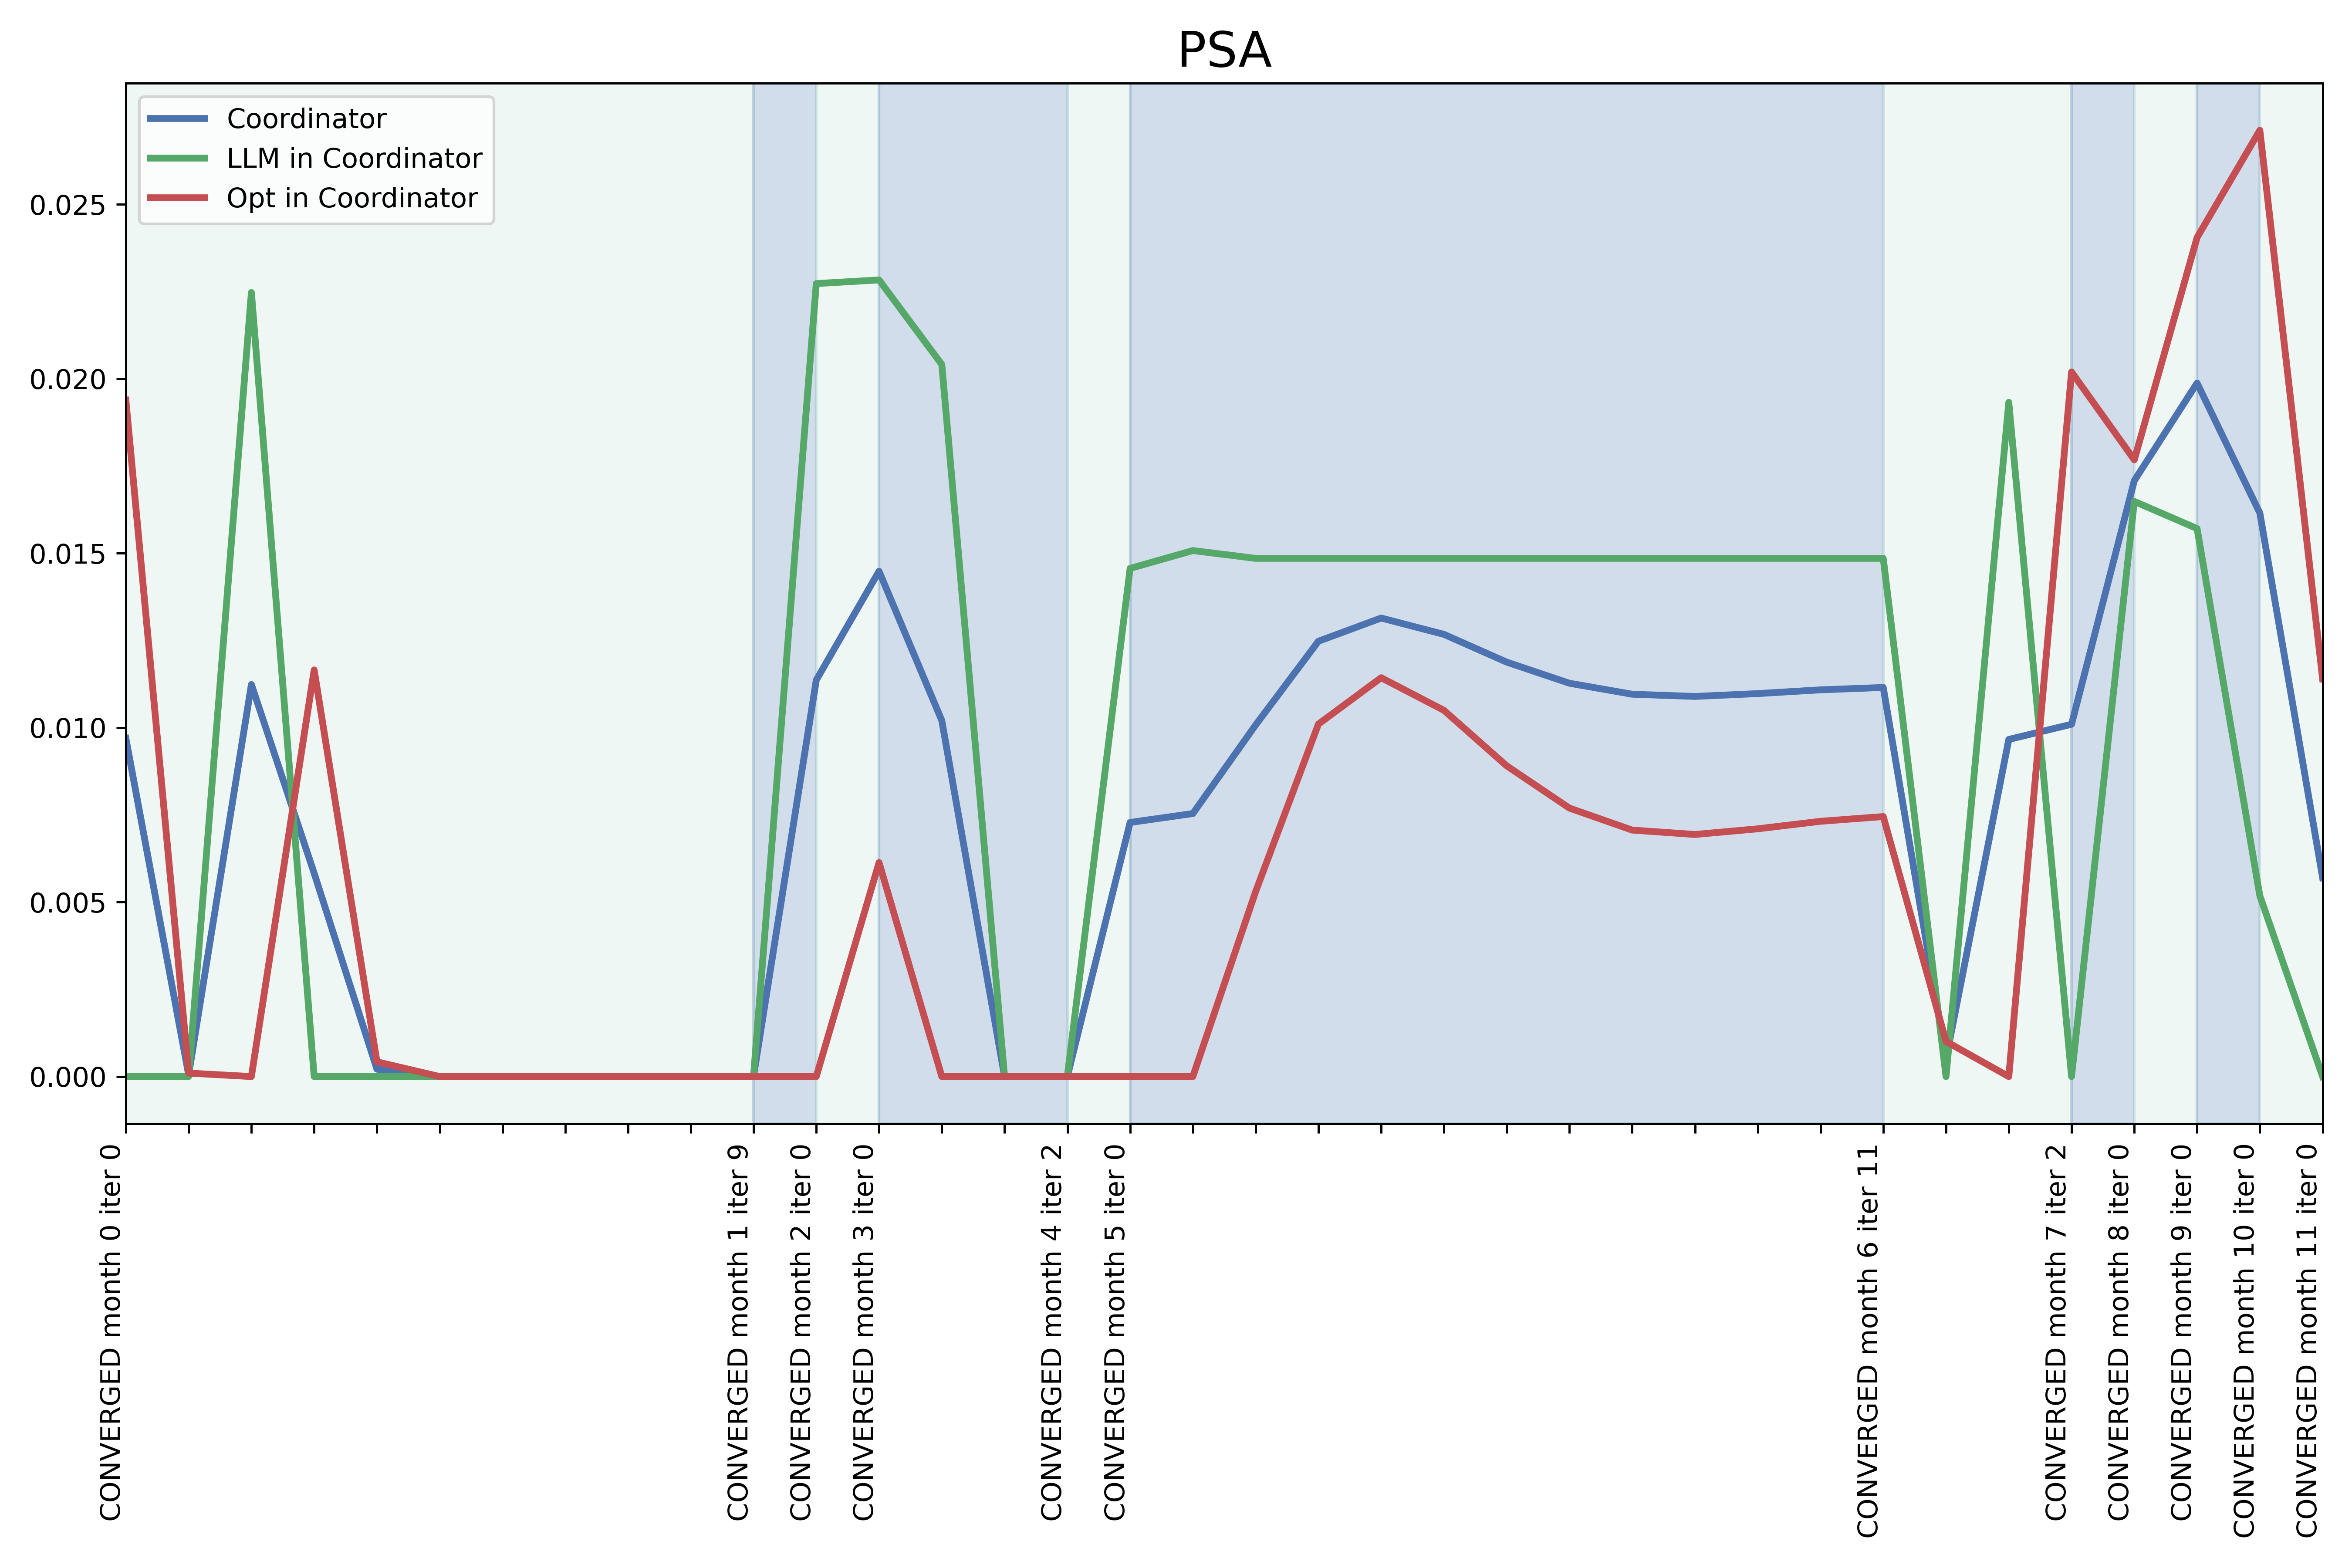 PSA
Coordinator
LLM in Coordinator
Opt in Coordinator
0.025
0.020
0.015
0.010
0.005
0.000
CONVERGED month 0 iter 0
CONVERGED month 1 iter 9
CONVERGED month 2 iter 0
CONVERGED month 3 iter 0
CONVERGED month 4 iter 2
CONVERGED month 5 iter 0
CONVERGED month 6 iter 11
CONVERGED month 7 iter 2
CONVERGED month 8 iter 0
CONVERGED month 9 iter 0
CONVERGED month 10 iter 0
CONVERGED month 11 iter 0